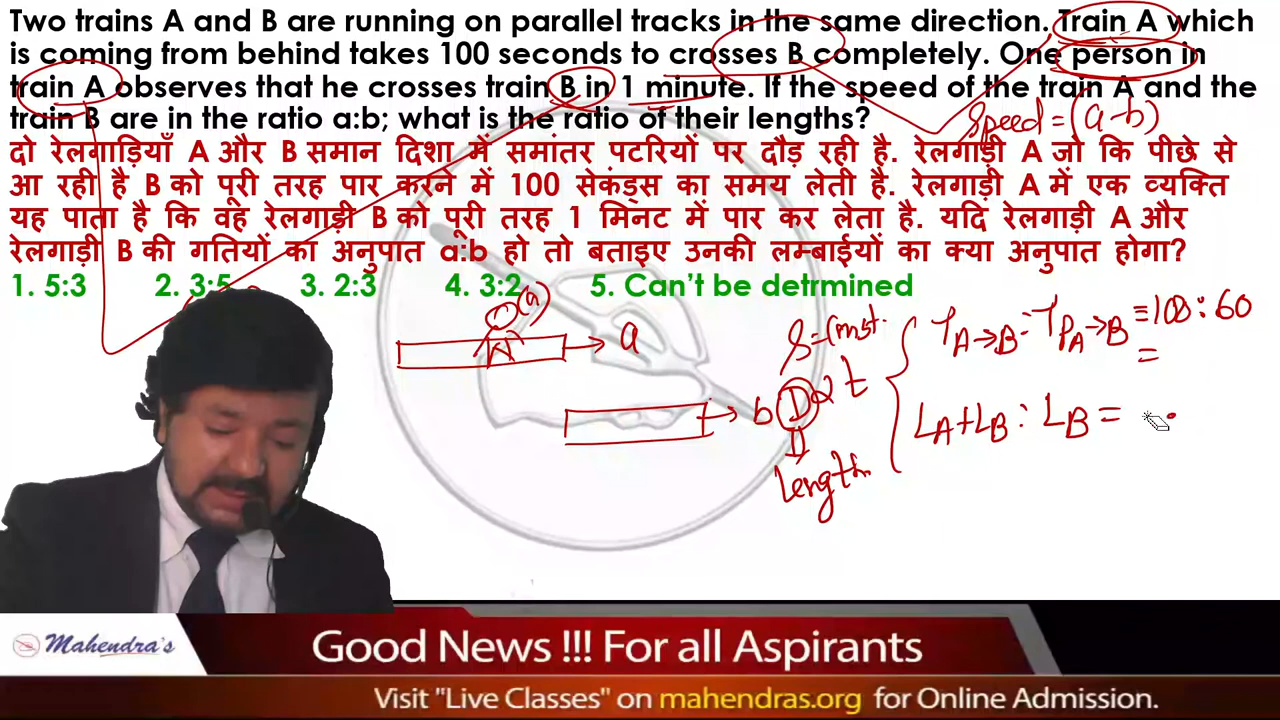 Two trains A and B are running on parallel tracks in the same direction. Train A which
is coming from behind takes 100 seconds to crosses B completely. One person in
train A observes that he crosses train B in 1 minute. If the speed of the train A and the
train B are in the ratio a:b; what is the ratio of their lengths?
Speed = (a-b)
दो रेलगाड़ियाँ A और B समान दिशा में समांतर पटरियों पर दौड़ रही है. रेलगाड़ी A जो कि पीछे से
आ रही है B को पूरी तरह पार करने में 100 सेकंड्स का समय लेती है. रेलगाड़ी A में एक व्यक्ति
यह पाता है कि वह रेलगाड़ी B को पूरी तरह 1 मिनट में पार कर लेता है. यदि रेलगाड़ी A और
रेलगाड़ी B की गतियों का अनुपात a:b हो तो बताइए उनकी लम्बाईयों का क्या अनुपात होगा?
1. 5:3 2. 3:5 3. 2:3 4. 3:2 5. Can't be detrmined
(a)
A → a
S = Const.
T A→B : T PA→B = 100 : 60
=
→ b
D α t
LA+LB : LB =
length
Mahendra's
Good News !!! For all Aspirants
Visit "Live Classes" on mahendras.org for Online Admission.